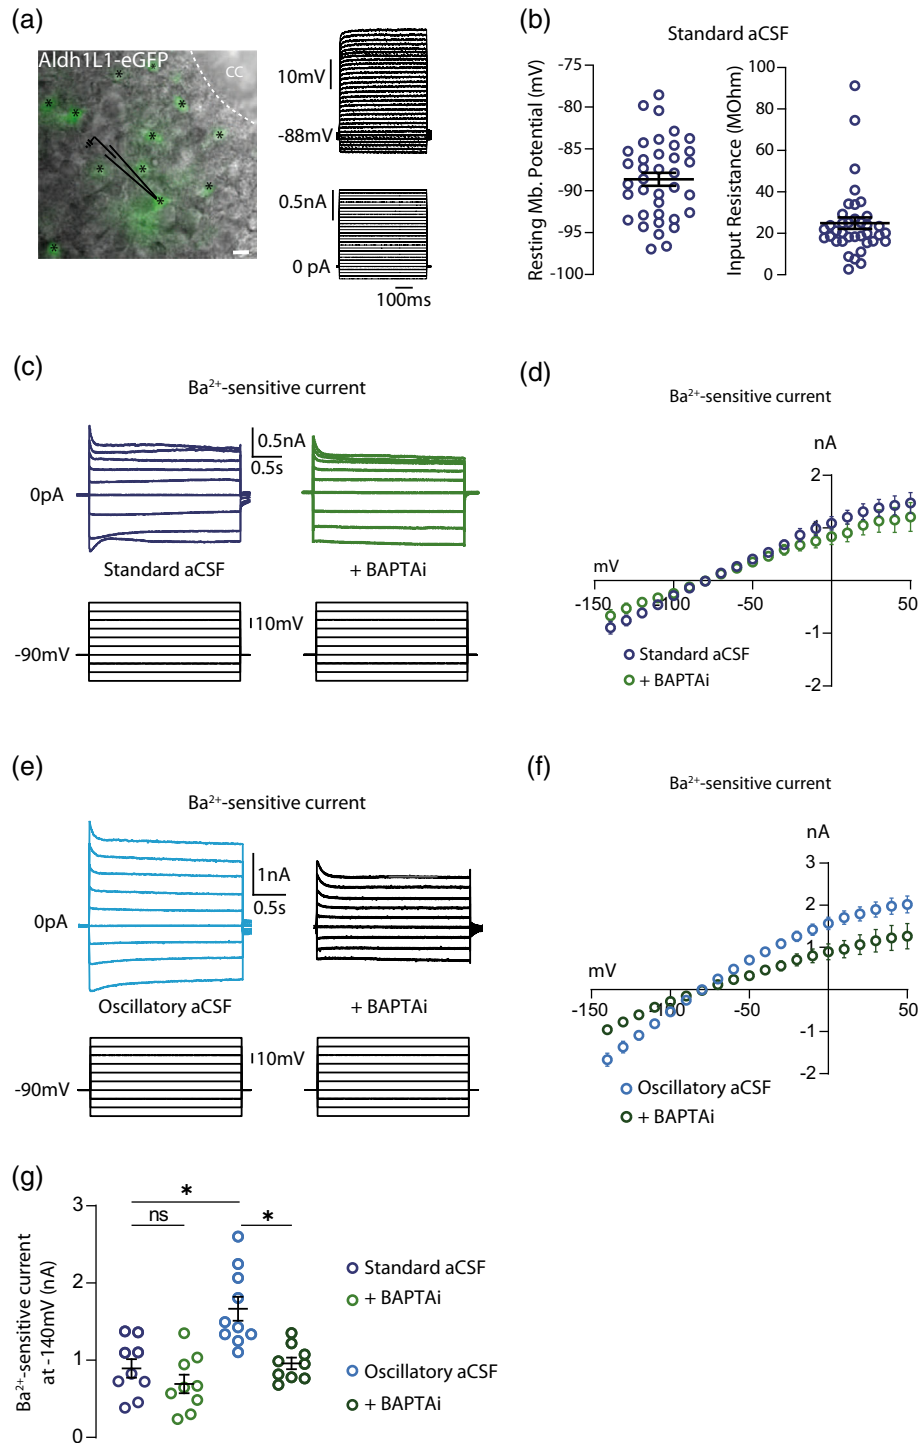 (a)
Aldh1L1-eGFP
CC
10mV
-88mV
0.5nA
0 pA
100ms
(b)
Standard aCSF
Resting Mb. Potential (mV)
-75
-80
-85
-90
-95
-100
Input Resistance (MOhm)
100
80
60
40
20
0
(c)
Ba²⁺-sensitive current
0.5nA
0.5s
0pA
Standard aCSF
+ BAPTAi
10mV
-90mV
(d)
Ba²⁺-sensitive current
nA
2
1
mV
-150
-100
-50
0
50
-1
-2
Standard aCSF
+ BAPTAi
(e)
Ba²⁺-sensitive current
1nA
0.5s
0pA
Oscillatory aCSF
+ BAPTAi
10mV
-90mV
(f)
Ba²⁺-sensitive current
nA
3
2
1
mV
-150
-100
-50
0
50
-1
-2
Oscillatory aCSF
+ BAPTAi
(g)
Ba²⁺-sensitive current
at -140mV (nA)
3
2
1
0
*
ns
*
Standard aCSF
+ BAPTAi
Oscillatory aCSF
+ BAPTAi